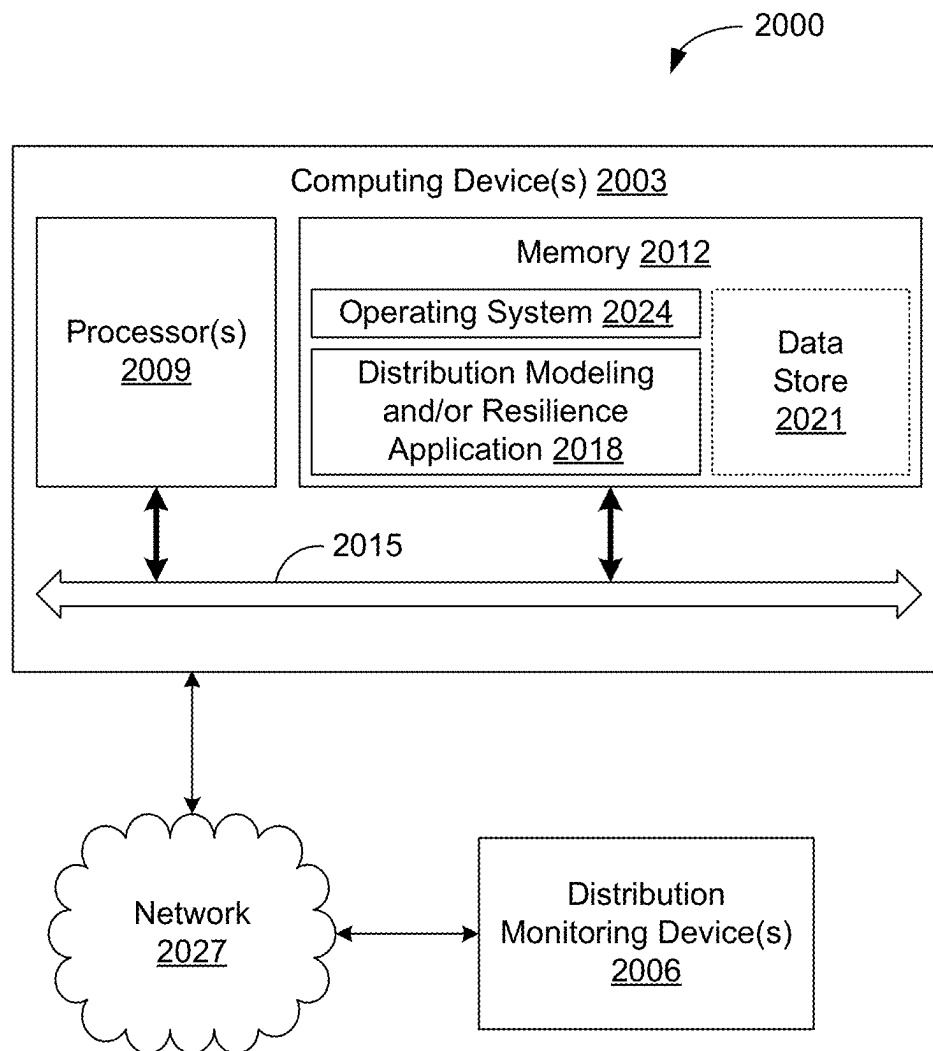 2000
Computing Device(s) 2003
Processor(s)
2009
Memory 2012
Operating System 2024
Distribution Modeling
and/or Resilience
Application 2018
Data
Store
2021
2015
Network
2027
Distribution
Monitoring Device(s)
2006